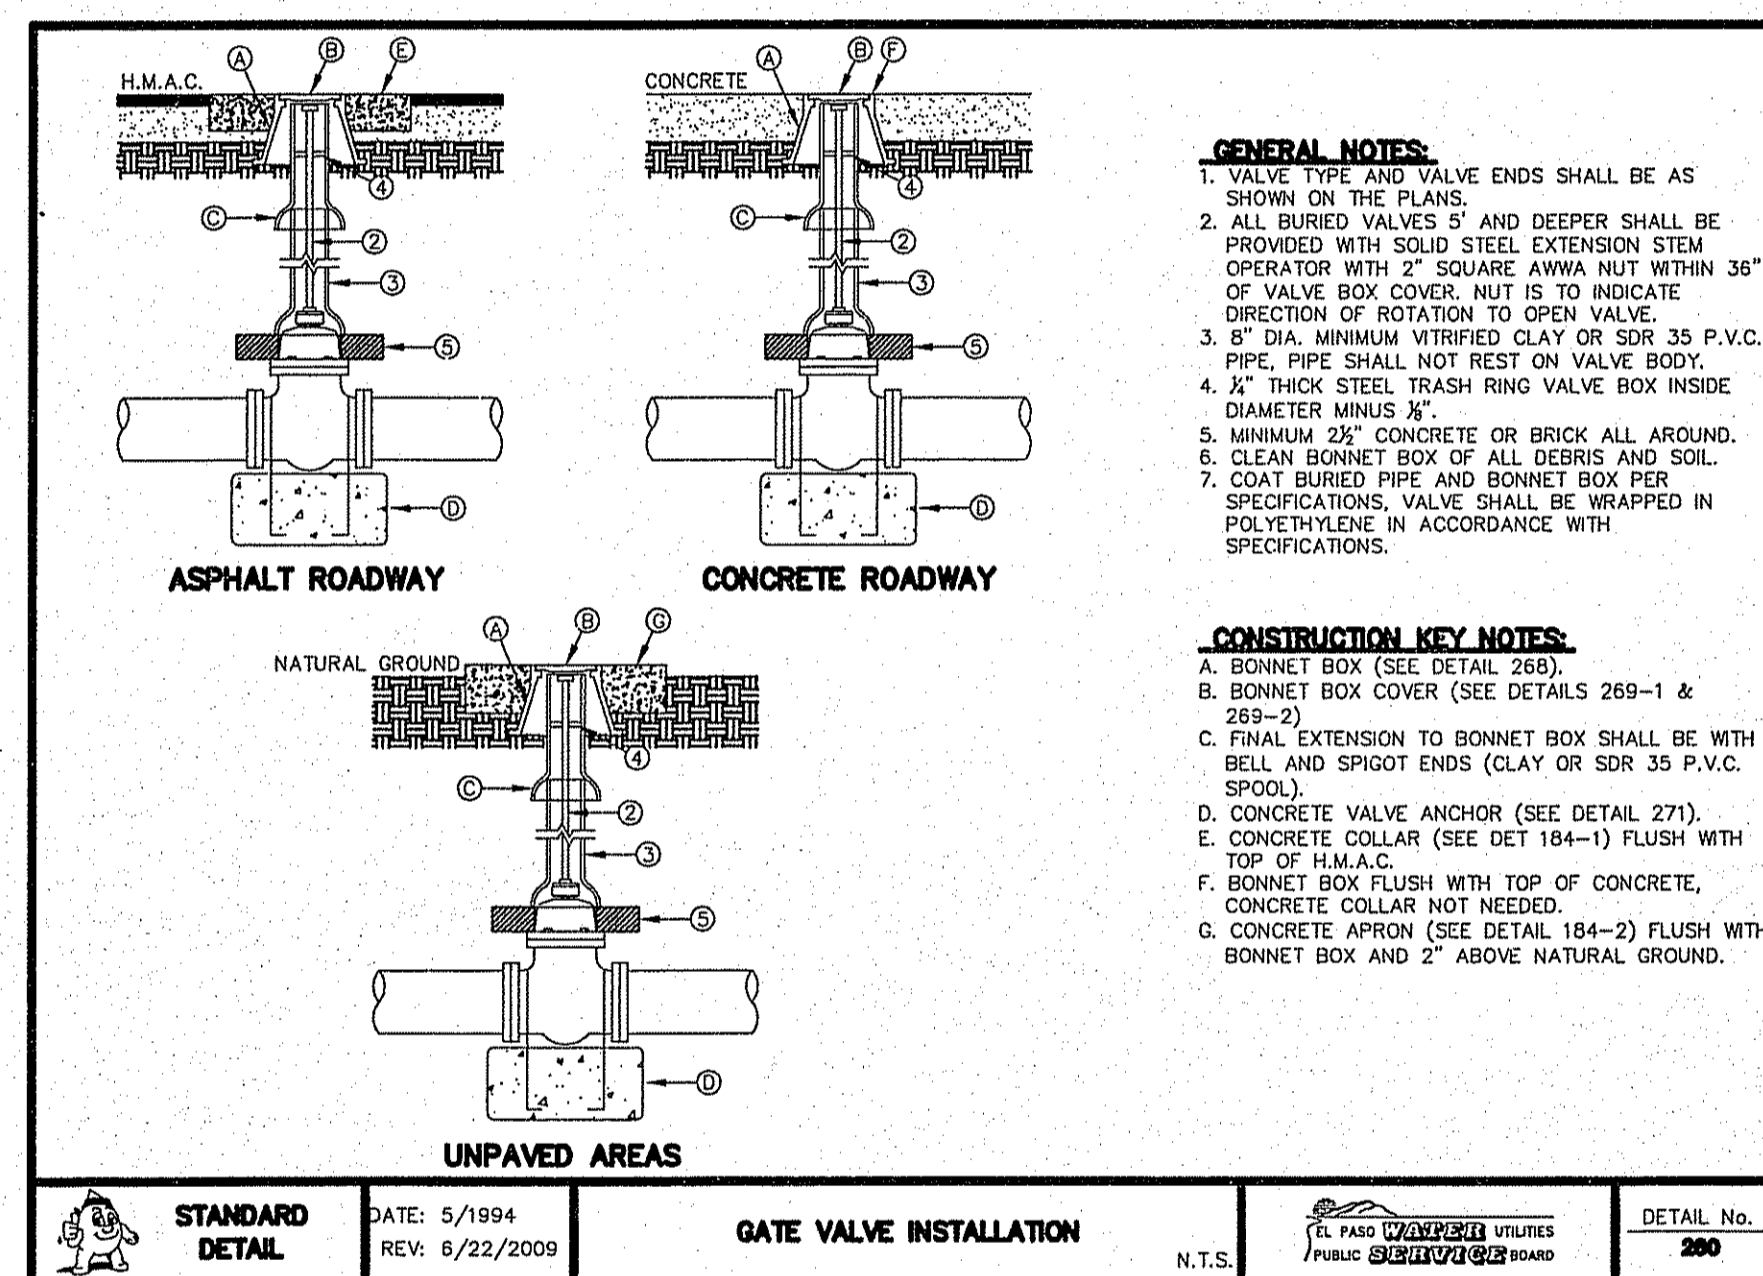 H.M.A.C.
A
B
E
4
C
2
3
5
D
ASPHALT ROADWAY
CONCRETE
A
B
F
4
C
2
3
5
D
CONCRETE ROADWAY
NATURAL GROUND
A
B
G
4
C
2
3
5
D
UNPAVED AREAS
GENERAL NOTES:
1. VALVE TYPE AND VALVE ENDS SHALL BE AS
SHOWN ON THE PLANS.
2. ALL BURIED VALVES 5' AND DEEPER SHALL BE
PROVIDED WITH SOLID STEEL EXTENSION STEM
OPERATOR WITH 2" SQUARE AWWA NUT WITHIN 36"
OF VALVE BOX COVER. NUT IS TO INDICATE
DIRECTION OF ROTATION TO OPEN VALVE.
3. 8" DIA. MINIMUM VITRIFIED CLAY OR SDR 35 P.V.C.
PIPE, PIPE SHALL NOT REST ON VALVE BODY.
4. ¼" THICK STEEL TRASH RING VALVE BOX INSIDE
DIAMETER MINUS ⅛".
5. MINIMUM 2½" CONCRETE OR BRICK ALL AROUND.
6. CLEAN BONNET BOX OF ALL DEBRIS AND SOIL.
7. COAT BURIED PIPE AND BONNET BOX PER
SPECIFICATIONS, VALVE SHALL BE WRAPPED IN
POLYETHYLENE IN ACCORDANCE WITH
SPECIFICATIONS.
CONSTRUCTION KEY NOTES:
A. BONNET BOX (SEE DETAIL 268).
B. BONNET BOX COVER (SEE DETAILS 269-1 &
269-2)
C. FINAL EXTENSION TO BONNET BOX SHALL BE WITH
BELL AND SPIGOT ENDS (CLAY OR SDR 35 P.V.C.
SPOOL).
D. CONCRETE VALVE ANCHOR (SEE DETAIL 271).
E. CONCRETE COLLAR (SEE DET 184-1) FLUSH WITH
TOP OF H.M.A.C.
F. BONNET BOX FLUSH WITH TOP OF CONCRETE,
CONCRETE COLLAR NOT NEEDED.
G. CONCRETE APRON (SEE DETAIL 184-2) FLUSH WITH
BONNET BOX AND 2" ABOVE NATURAL GROUND.
STANDARD
DETAIL
DATE: 5/1994
REV: 6/22/2009
GATE VALVE INSTALLATION
N.T.S.
EL PASO WATER UTILITIES
PUBLIC SERVICE BOARD
DETAIL No.
260